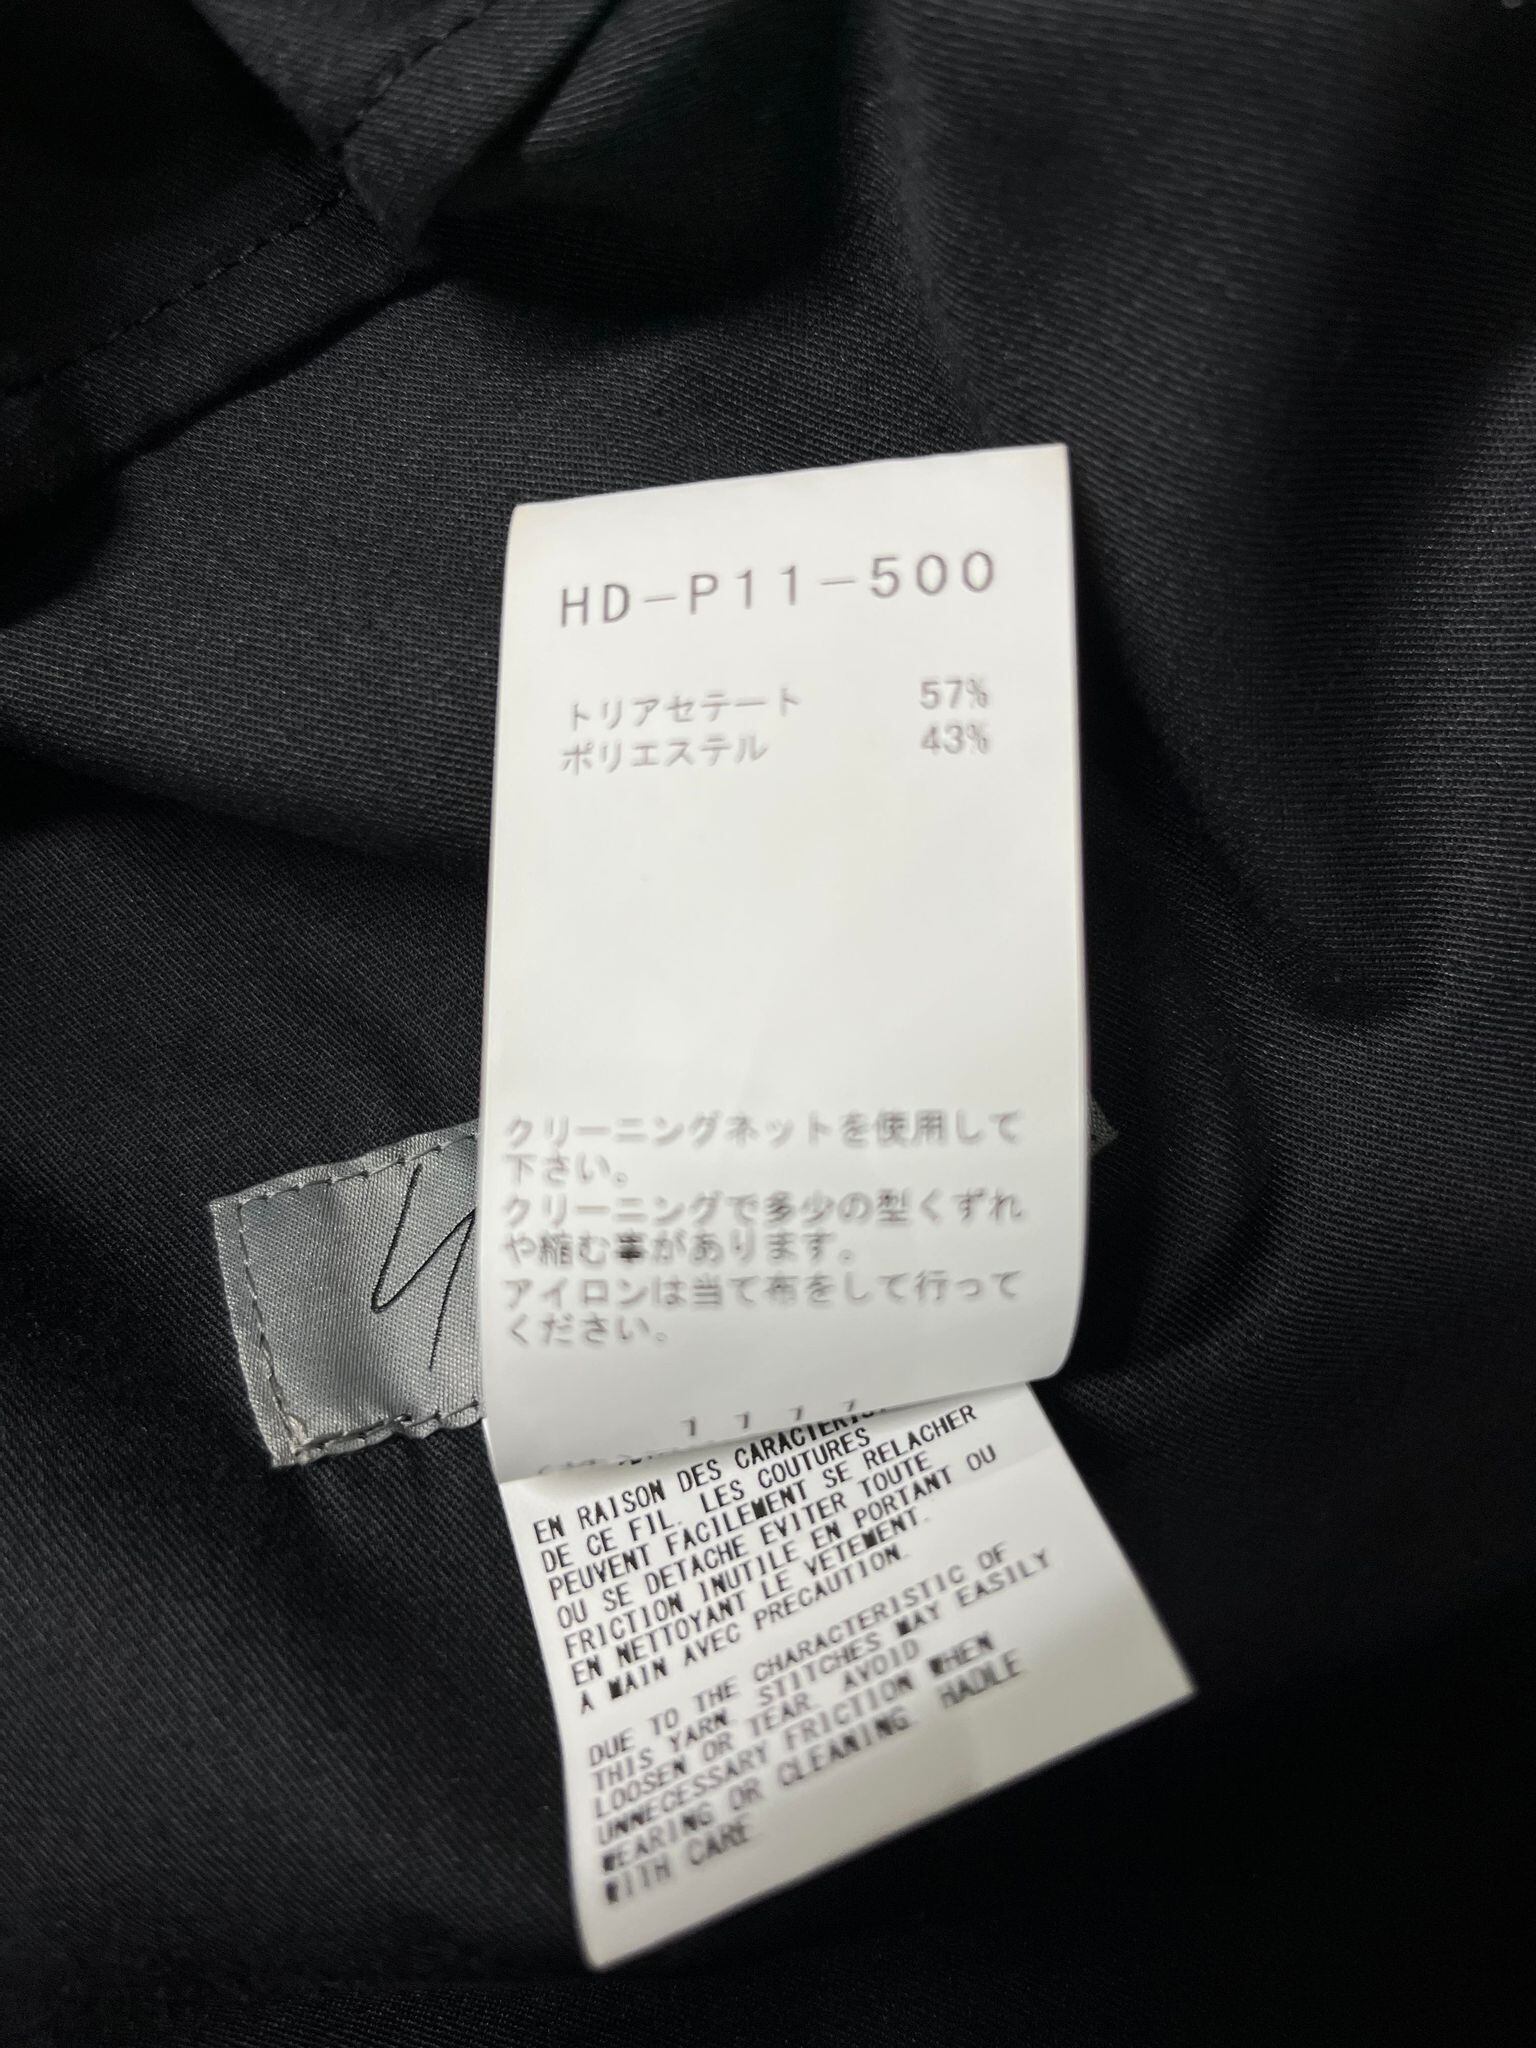 HD-P11-500
トリアセテート 57%
ポリエステル 43%
クリーニングネットを使用して
下さい。
クリーニングで多少の型くずれ
や縮む事があります。
アイロンは当て布をして行って
ください。
EN RAISON DES
DE CE FIL. LES COUTURES
PEUVENT FACILEMENT SE RELACHER
OU SE DETACHE EVITER TOUTE
FRICTION INUTILE EN PORTANT OU
EN NETTOYANT LE VETEMENT.
A MAIN AVEC PRECAUTION.
DUE TO THE CHARACTERISTIC OF
THIS YARN. STITCHES MAY EASILY
LOOSEN OR TEAR. AVOID
UNNECESSARY FRICTION WHEN
WEARING OR CLEANING. HADLE
WITH CARE.